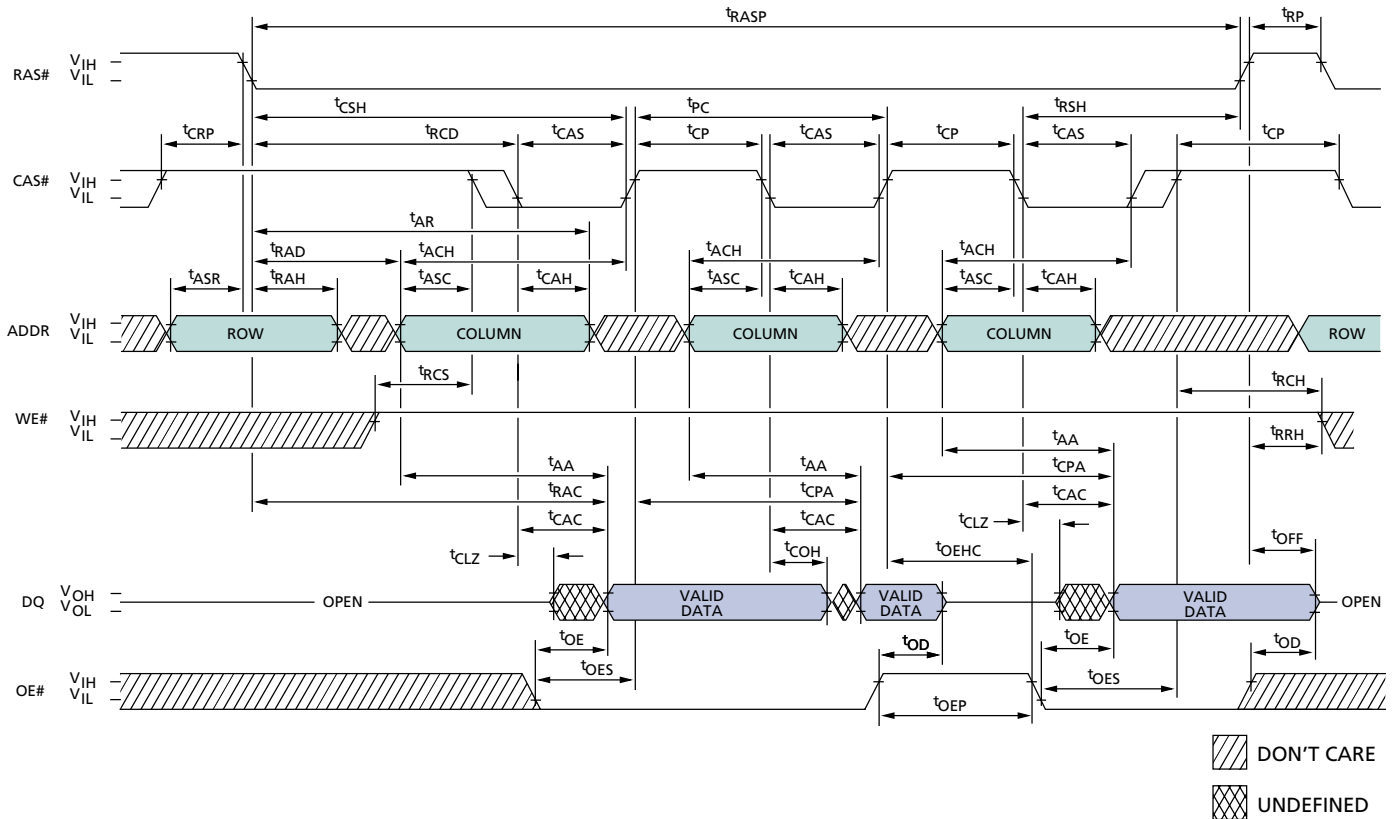 tRASP tRP
RAS# VIH
VIL
tCSH tPC tRSH
tCRP tRCD tCAS tCP tCAS tCP tCAS tCP
CAS# VIH
VIL
tAR
tRAD tACH tACH tACH
tASR tRAH tASC tCAH tASC tCAH tASC tCAH
ADDR VIH
VIL
ROW COLUMN COLUMN COLUMN ROW
tRCS tRCH
WE# VIH
VIL
tRRH
tAA tAA tAA
tRAC tCPA tCPA
tCAC tCAC tCAC
tCLZ tCOH tOEHC tCLZ tOFF
DQ VOH
VOL
OPEN VALID DATA VALID DATA VALID DATA OPEN
tOE tOD tOE tOD
tOES tOES
OE# VIH
VIL
tOEP
DON'T CARE
UNDEFINED